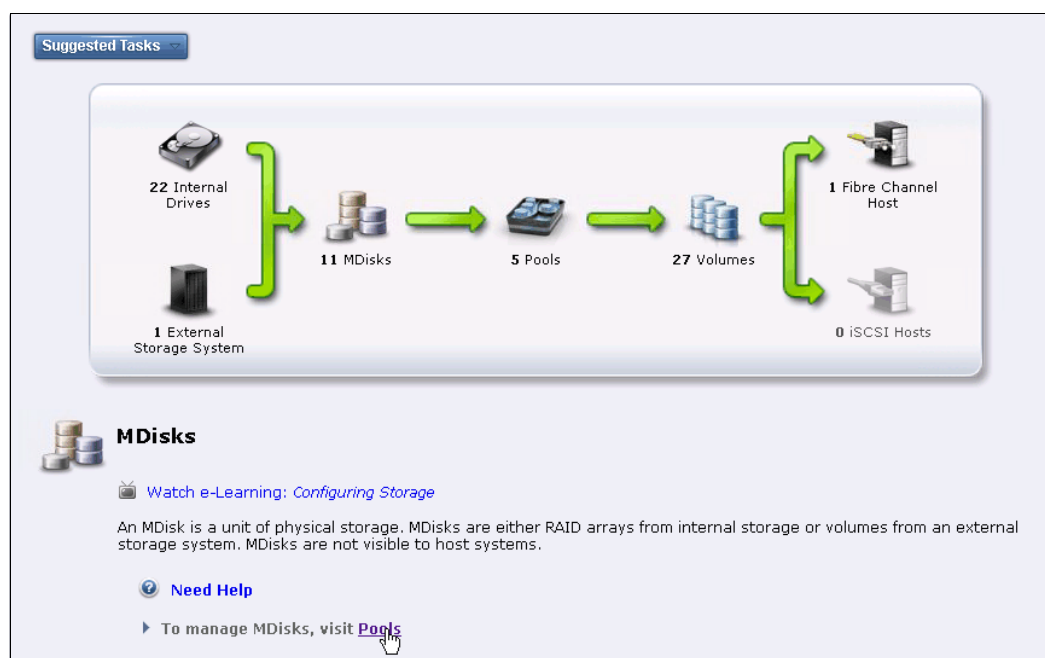 Suggested Tasks
22 Internal
Drives
1 External
Storage System
11 MDisks
5 Pools
27 Volumes
1 Fibre Channel
Host
0 iSCSI Hosts
MDisks
Watch e-Learning: Configuring Storage
An MDisk is a unit of physical storage. MDisks are either RAID arrays from internal storage or volumes from an external
storage system. MDisks are not visible to host systems.
Need Help
To manage MDisks, visit Pools